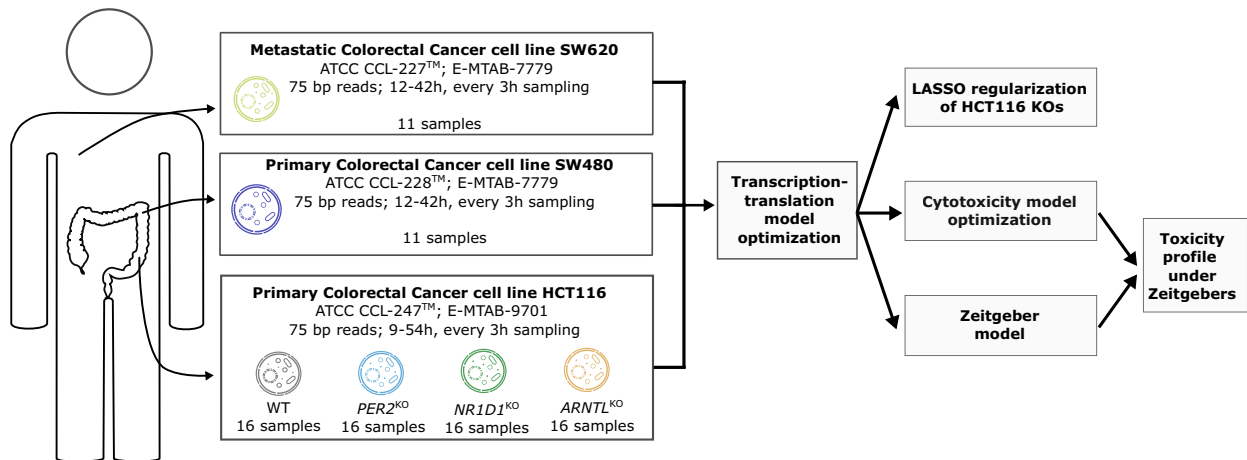 Metastatic Colorectal Cancer cell line SW620
ATCC CCL-227™; E-MTAB-7779
75 bp reads; 12-42h, every 3h sampling
11 samples
Primary Colorectal Cancer cell line SW480
ATCC CCL-228™; E-MTAB-7779
75 bp reads; 12-42h, every 3h sampling
11 samples
Primary Colorectal Cancer cell line HCT116
ATCC CCL-247™; E-MTAB-9701
75 bp reads; 9-54h, every 3h sampling
WT
16 samples
PER2KO
16 samples
NR1D1KO
16 samples
ARNTLKO
16 samples
Transcription-
translation
model
optimization
LASSO regularization
of HCT116 KOs
Cytotoxicity model
optimization
Zeitgeber
model
Toxicity
profile
under
Zeitgebers